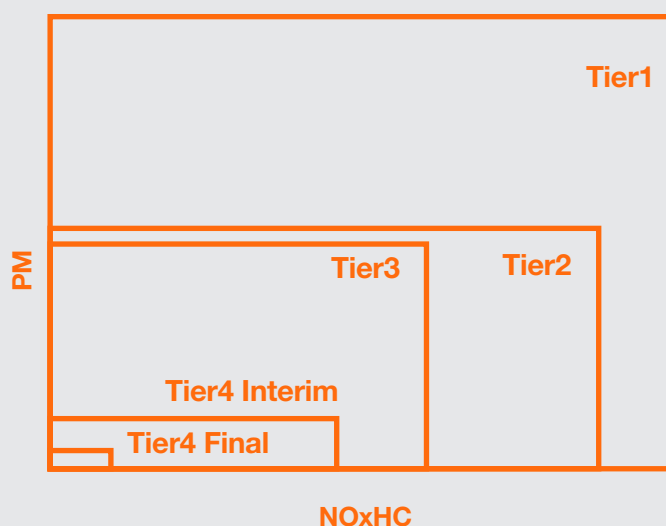 Tier1
Tier3
Tier2
PM
Tier4 Interim
Tier4 Final
NOxHC